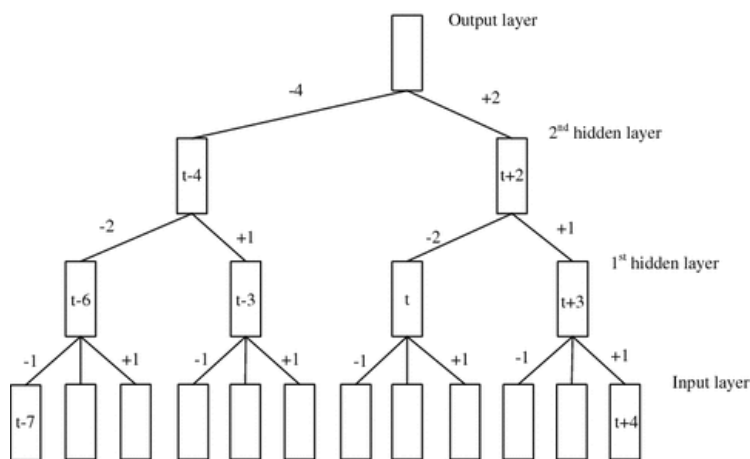 Output layer
-4
+2
2nd hidden layer
t-4
t+2
-2
+1
-2
+1
1st hidden layer
t-6
t-3
t
t+3
-1
+1
-1
+1
-1
+1
-1
+1
Input layer
t-7
t+4